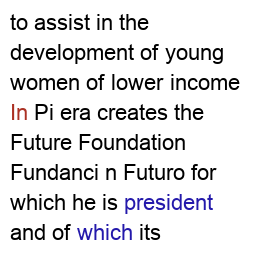 to assist in the
development of young
women of lower income
In Pi era creates the
Future Foundation
Fundanci n Futuro for
which he is president
and of which its